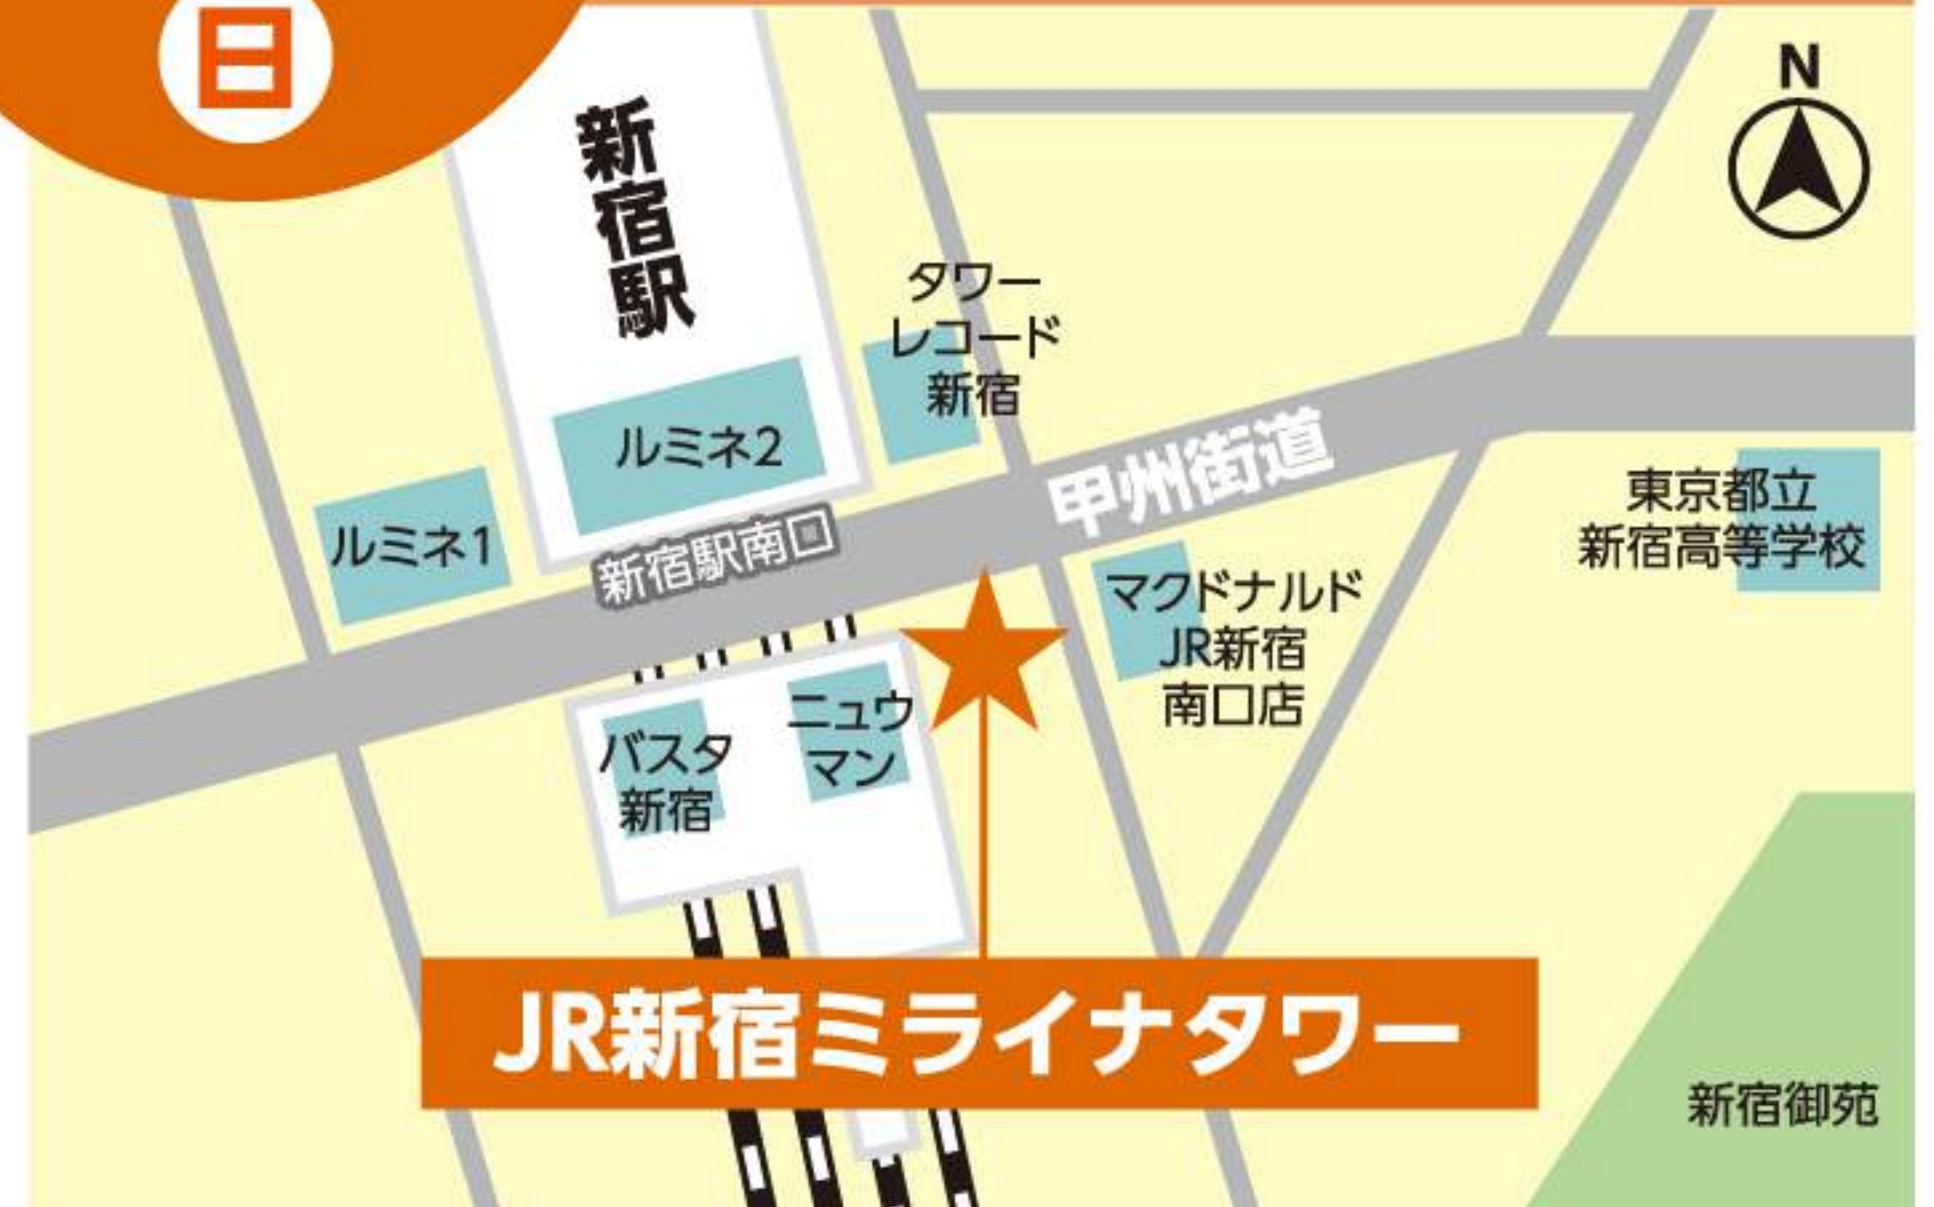 日
N
新宿駅
タワー
レコード
新宿
ルミネ2
ルミネ1
新宿駅南口
甲州街道
東京都立
新宿高等学校
マクドナルド
JR新宿
南口店
ニュウ
マン
バスタ
新宿
JR新宿ミライナタワー
新宿御苑